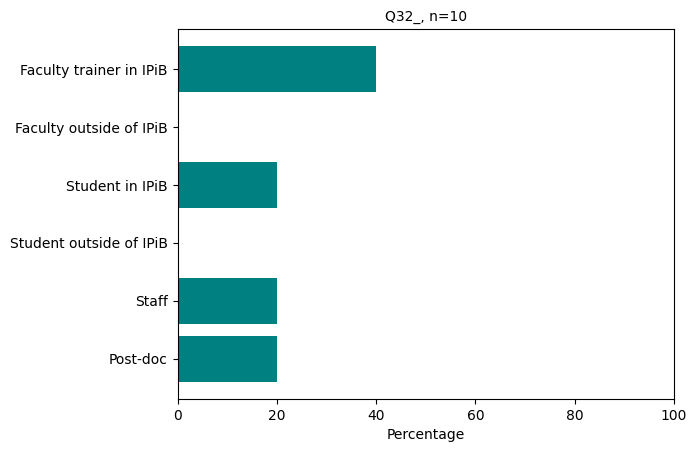 Q32_, n=10
Faculty trainer in IPiB
Faculty outside of IPiB
Student in IPiB
Student outside of IPiB
Staff
Post-doc
0 20 40 60 80 100
Percentage